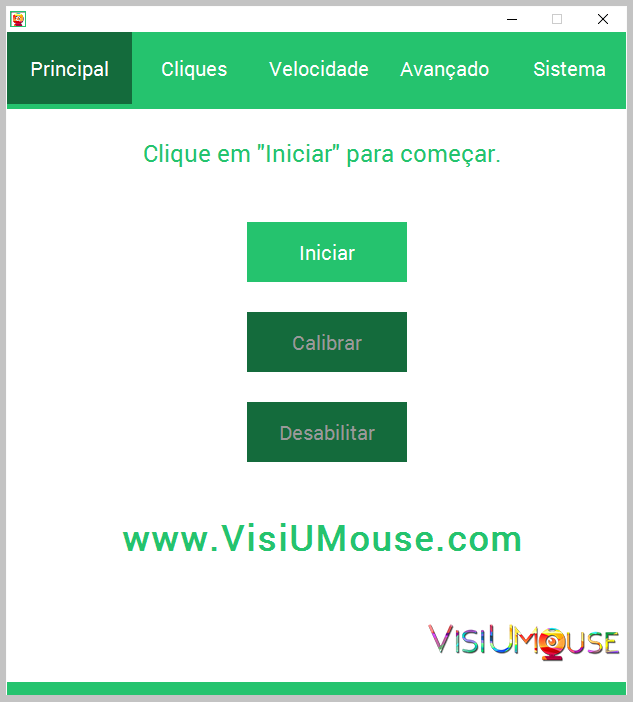 Principal Cliques Velocidade Avançado Sistema
Clique em "Iniciar" para começar.
Iniciar
Calibrar
Desabilitar
www.VisiUMouse.com
VISIUMOUSE